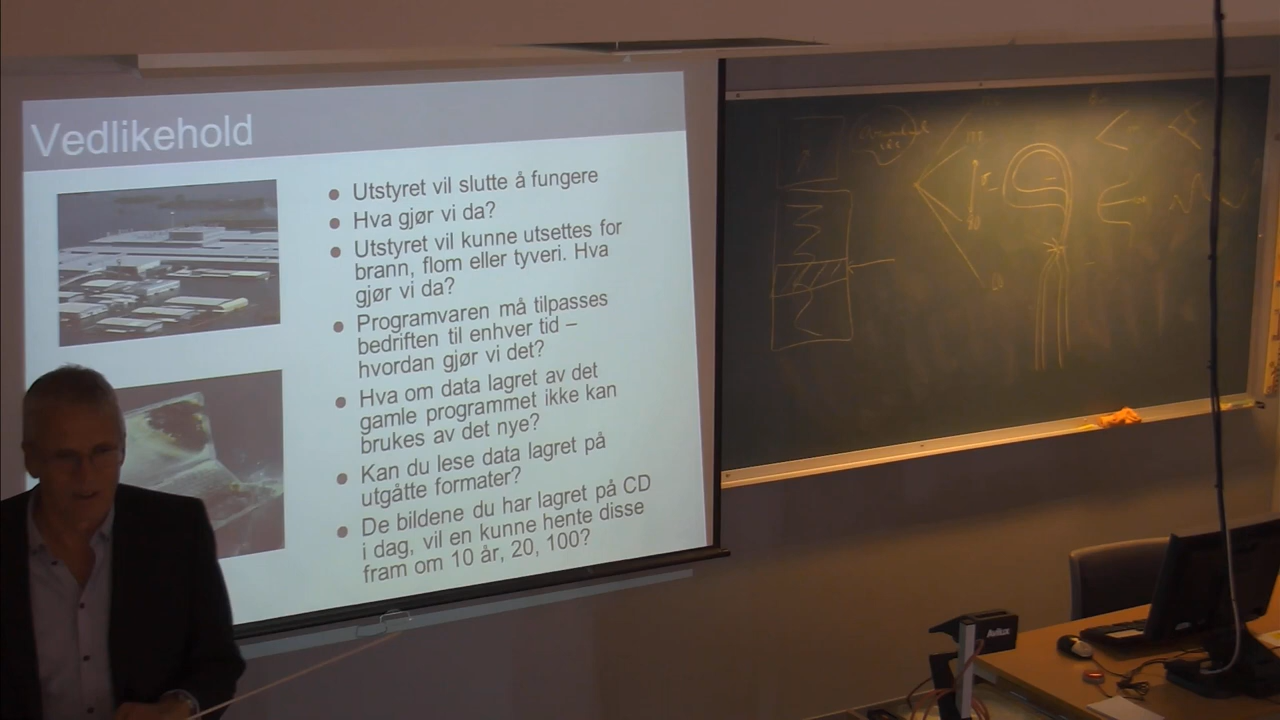 Vedlikehold
● Utstyret vil slutte å fungere
● Hva gjør vi da?
● Utstyret vil kunne utsettes for
brann, flom eller tyveri. Hva
gjør vi da?
● Programvaren må tilpasses
bedriften til enhver tid –
hvordan gjør vi det?
● Hva om data lagret av det
gamle programmet ikke kan
brukes av det nye?
● Kan du lese data lagret på
utgåtte formater?
● De bildene du har lagret på CD
i dag, vil en kunne hente disse
fram om 10 år, 20, 100?